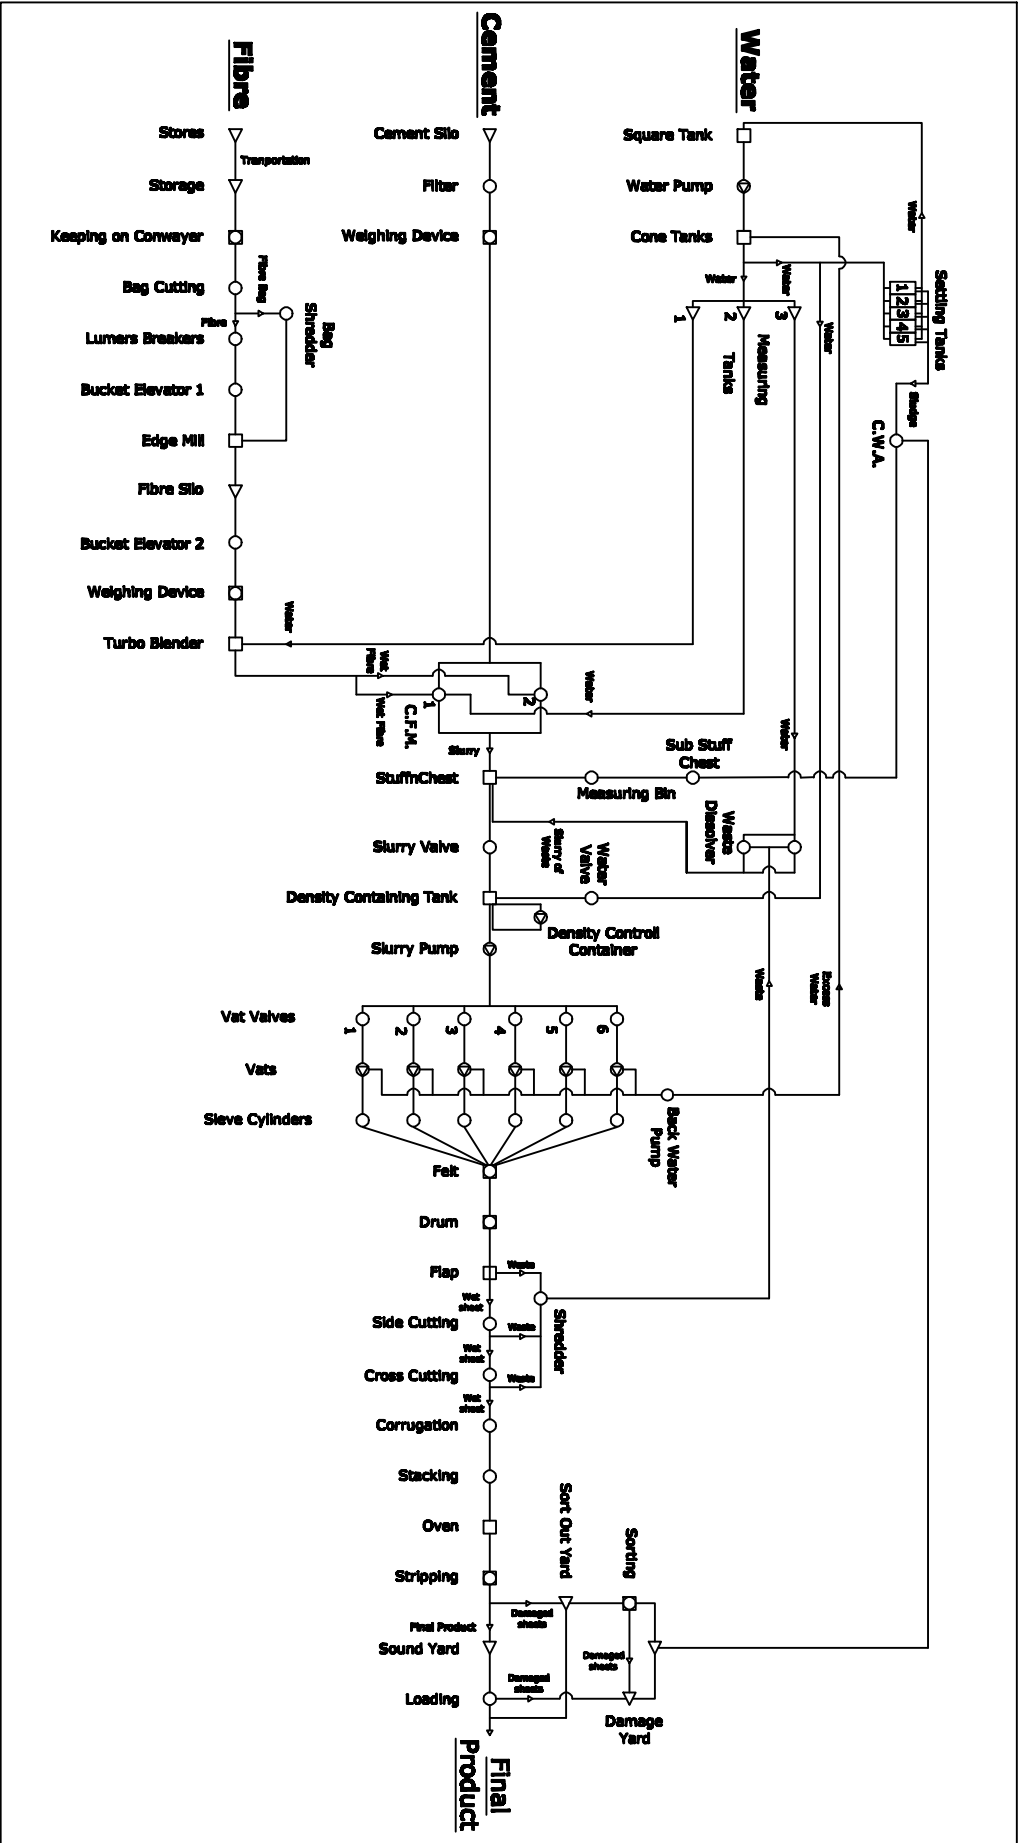 Fibre
Cement
Water
Stores
Tranportation
Storage
Keeping on Conwayer
Bag Cutting
Fibre Bag
Bag
Shredder
Fibre
Lumers Breakers
Bucket Elevator 1
Edge Mill
Fibre Silo
Bucket Elevator 2
Weighing Device
Turbo Blender
Water
Wet
Fibre
Wet Fibre
Cement Silo
Filter
Weighing Device
Square Tank
Water Pump
Cone Tanks
Water
Water
Water
Water
Settling Tanks
1
2
3
4
5
Sludge
C.W.A.
1
2
3
Measuring
Tanks
C.F.M.
1
2
Water
Slurry
Water
StuffnChest
Measuring Bin
Sub Stuff
Chest
Waste
Dissolver
Slurry of
Waste
Slurry Valve
Water
Valve
Density Containing Tank
Density Controll
Container
Slurry Pump
Waste
Excess
Water
Vat Valves
1
2
3
4
5
6
Vats
Sieve Cylinders
Back Water
Pump
Felt
Drum
Flap
Waste
Wet
sheet
Shredder
Side Cutting
Waste
Wet
sheet
Cross Cutting
Waste
Wet
sheet
Corrugation
Stacking
Oven
Stripping
Sort Out Yard
Sorting
Damaged
sheets
Final Product
Sound Yard
Damaged
sheets
Loading
Damaged
sheets
Damage
Yard
Final
Product